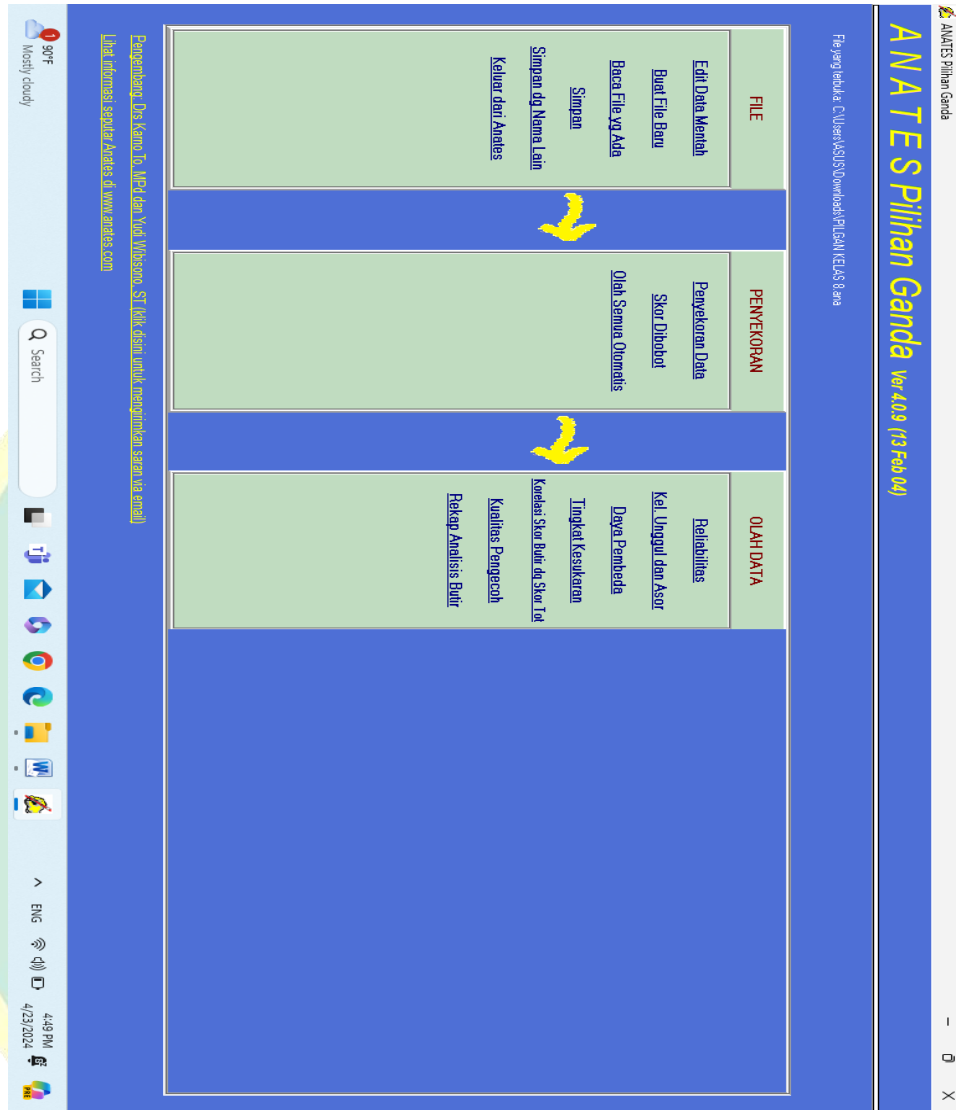 ANATES Pilihan Ganda
A N A T E S Pilihan Ganda Ver 4.0.9 (13 Feb 04)
File yang terbuka: C:\Users\ASUS\Downloads\PILGAN KELAS 8.ana
FILE
Edit Data Mentah
Buat File Baru
Baca File yg Ada
Simpan
Simpan dg Nama Lain
Keluar dari Anates
PENYEKORAN
Penyekoran Data
Skor Dibobot
Olah Semua Otomatis
OLAH DATA
Reliabilitas
Kel. Unggul dan Asor
Daya Pembeda
Tingkat Kesukaran
Korelasi Skor Butir dg Skor Tot
Kualitas Pengecoh
Rekap Analisis Butir
Pengembang: Drs Karno To, MPd dan Yudi Wibisono, ST (klik disini untuk mengirimkan saran via email)
Lihat informasi seputar Anates di www.anates.com
1
90°F
Mostly cloudy
Search
ENG
4:49 PM
4/23/2024
PRE